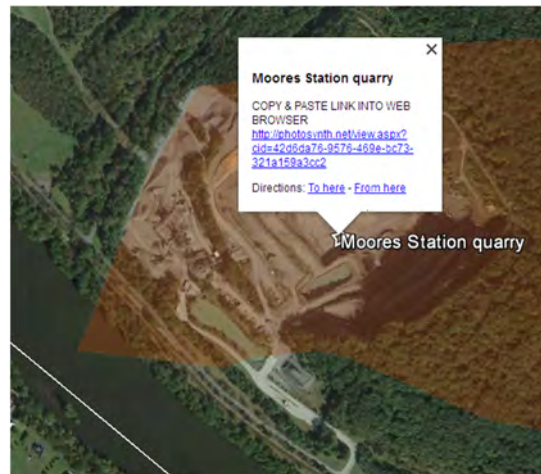 Moores Station quarry
COPY & PASTE LINK INTO WEB
BROWSER
http://photosynth.net/view.aspx?
cid=42d6da76-9576-469e-bc73-
321a159a3cc2
Directions: To here - From here
Moores Station quarry